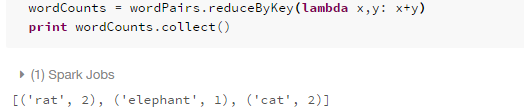 wordCounts = wordPairs.reduceByKey(lambda x,y: x+y)
print wordCounts.collect()
(1) Spark Jobs
[('rat', 2), ('elephant', 1), ('cat', 2)]